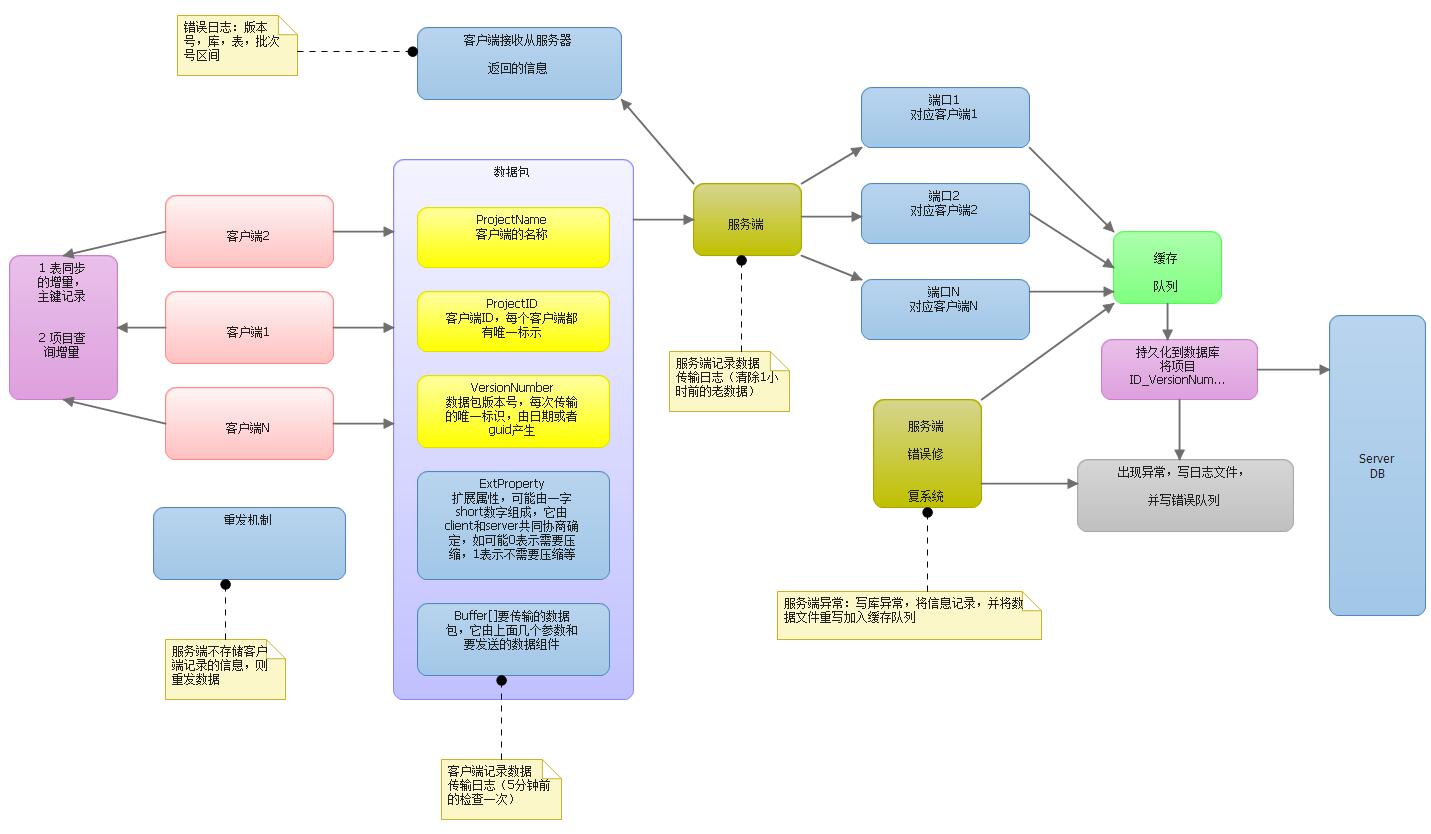 错误日志：版本
号，库，表，批次
号区间
客户端接收从服务器
返回的信息
端口1
对应客户端1
数据包
ProjectName
客户端的名称
客户端2
服务端
端口2
对应客户端2
缓存
队列
1 表同步
的增量，
主键记录
2 项目查
询增量
客户端1
ProjectID
客户端ID，每个客户端都
有唯一标示
端口N
对应客户端N
持久化到数据库
将项目
ID_VersionNum...
服务端记录数据
传输日志（清除1小
时前的老数据）
客户端N
VersionNumber
数据包版本号，每次传输
的唯一标识，由日期或者
guid产生
服务端
错误修
复系统
出现异常，写日志文件，
并写错误队列
Server
DB
重发机制
ExtProperty
扩展属性，可能由一字
short数字组成，它由
client和server共同协商确
定，如可能0表示需要压
缩，1表示不需要压缩等
服务端异常：写库异常，将信息记录，并将数
据文件重写加入缓存队列
Buffer[]要传输的数据
包，它由上面几个参数和
要发送的数据组件
服务端不存储客户
端记录的信息，则
重发数据
客户端记录数据
传输日志（5分钟前
的检查一次）